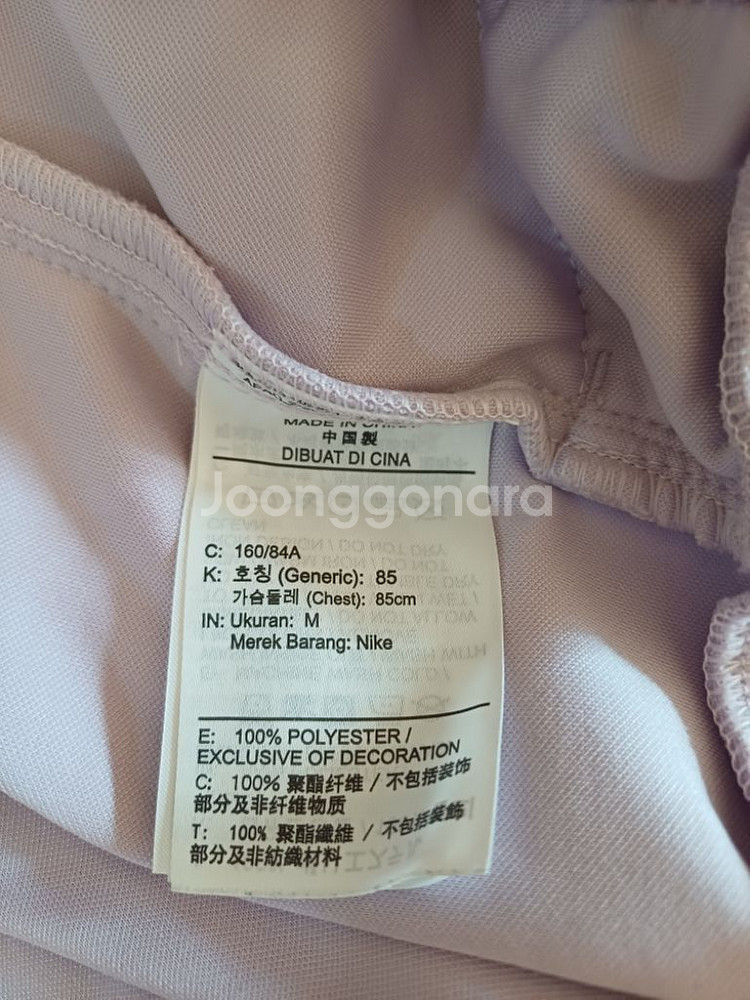 MADE IN CHINA
中国製
DIBUAT DI CINA
Joonggonara
C: 160/84A
K: 호칭 (Generic): 85
가슴둘레 (Chest): 85cm
IN: Ukuran: M
Merek Barang: Nike
E: 100% POLYESTER /
EXCLUSIVE OF DECORATION
C: 100% 聚酯纤维 / 不包括装饰
部分及非纤维物质
T: 100% 聚酯纖維 / 不包括裝飾
部分及非紡織材料